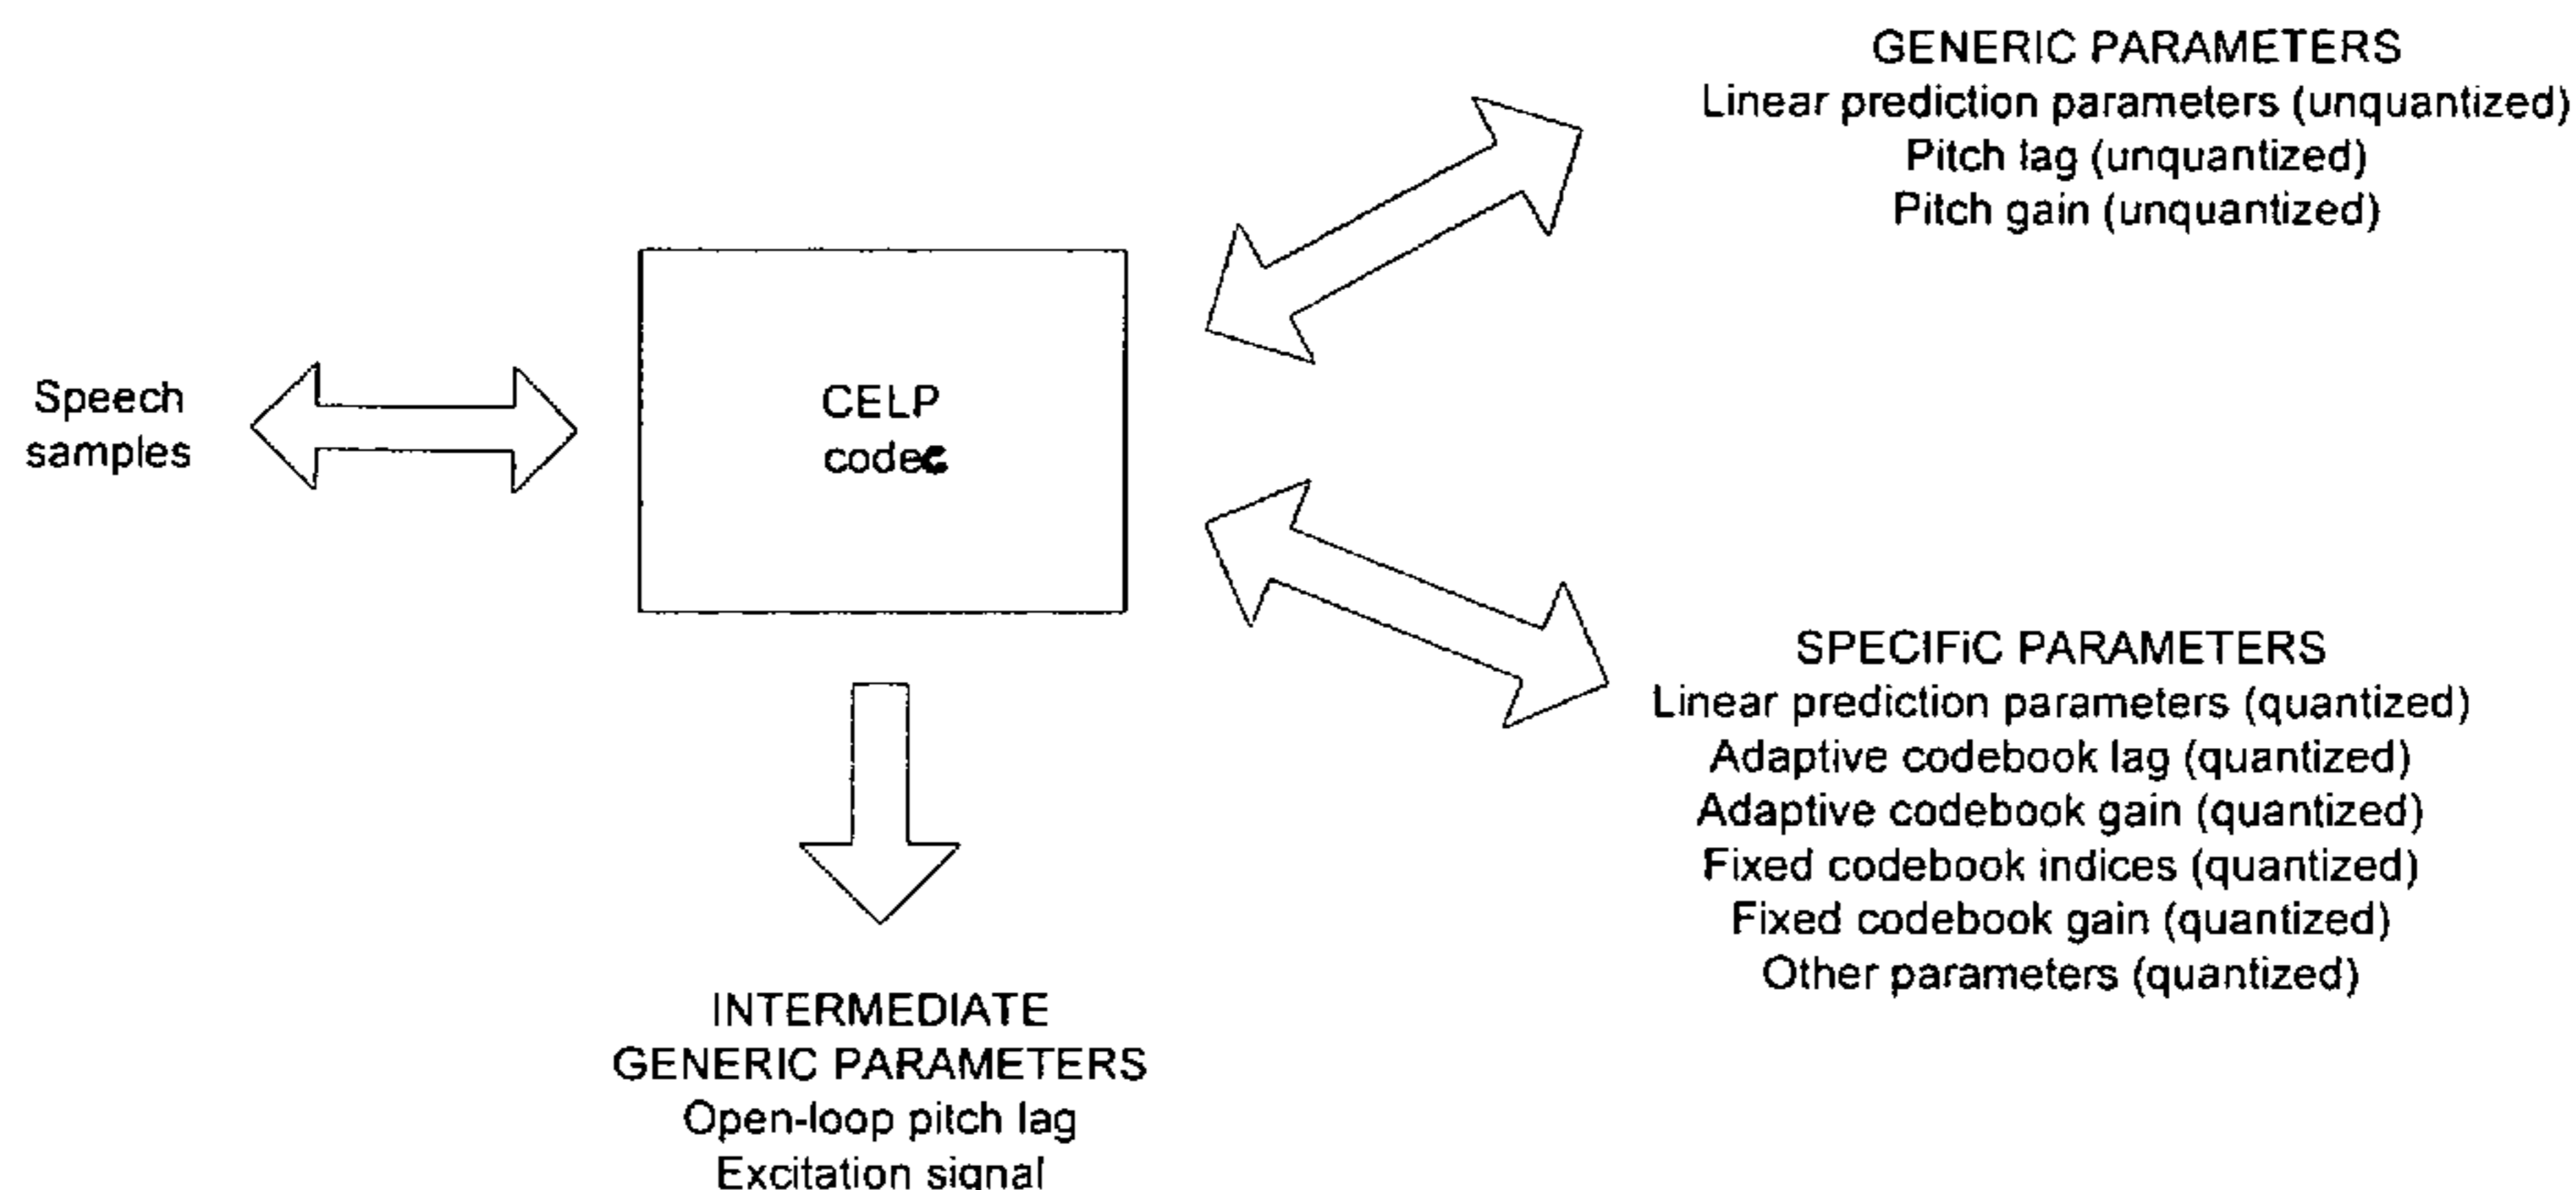 GENERIC PARAMETERS
Linear prediction parameters (unquantized)
Pitch lag (unquantized)
Pitch gain (unquantized)
Speech
samples
CELP
codec
SPECIFiC PARAMETERS
Linear prediction parameters (quantized)
Adaptive codebook lag (quantized)
Adaptive codebook gain (quantized)
Fixed codebook indices (quantized)
Fixed codebook gain (quantized)
Other parameters (quantized)
INTERMEDIATE
GENERIC PARAMETERS
Open-loop pitch lag
Excitation signal